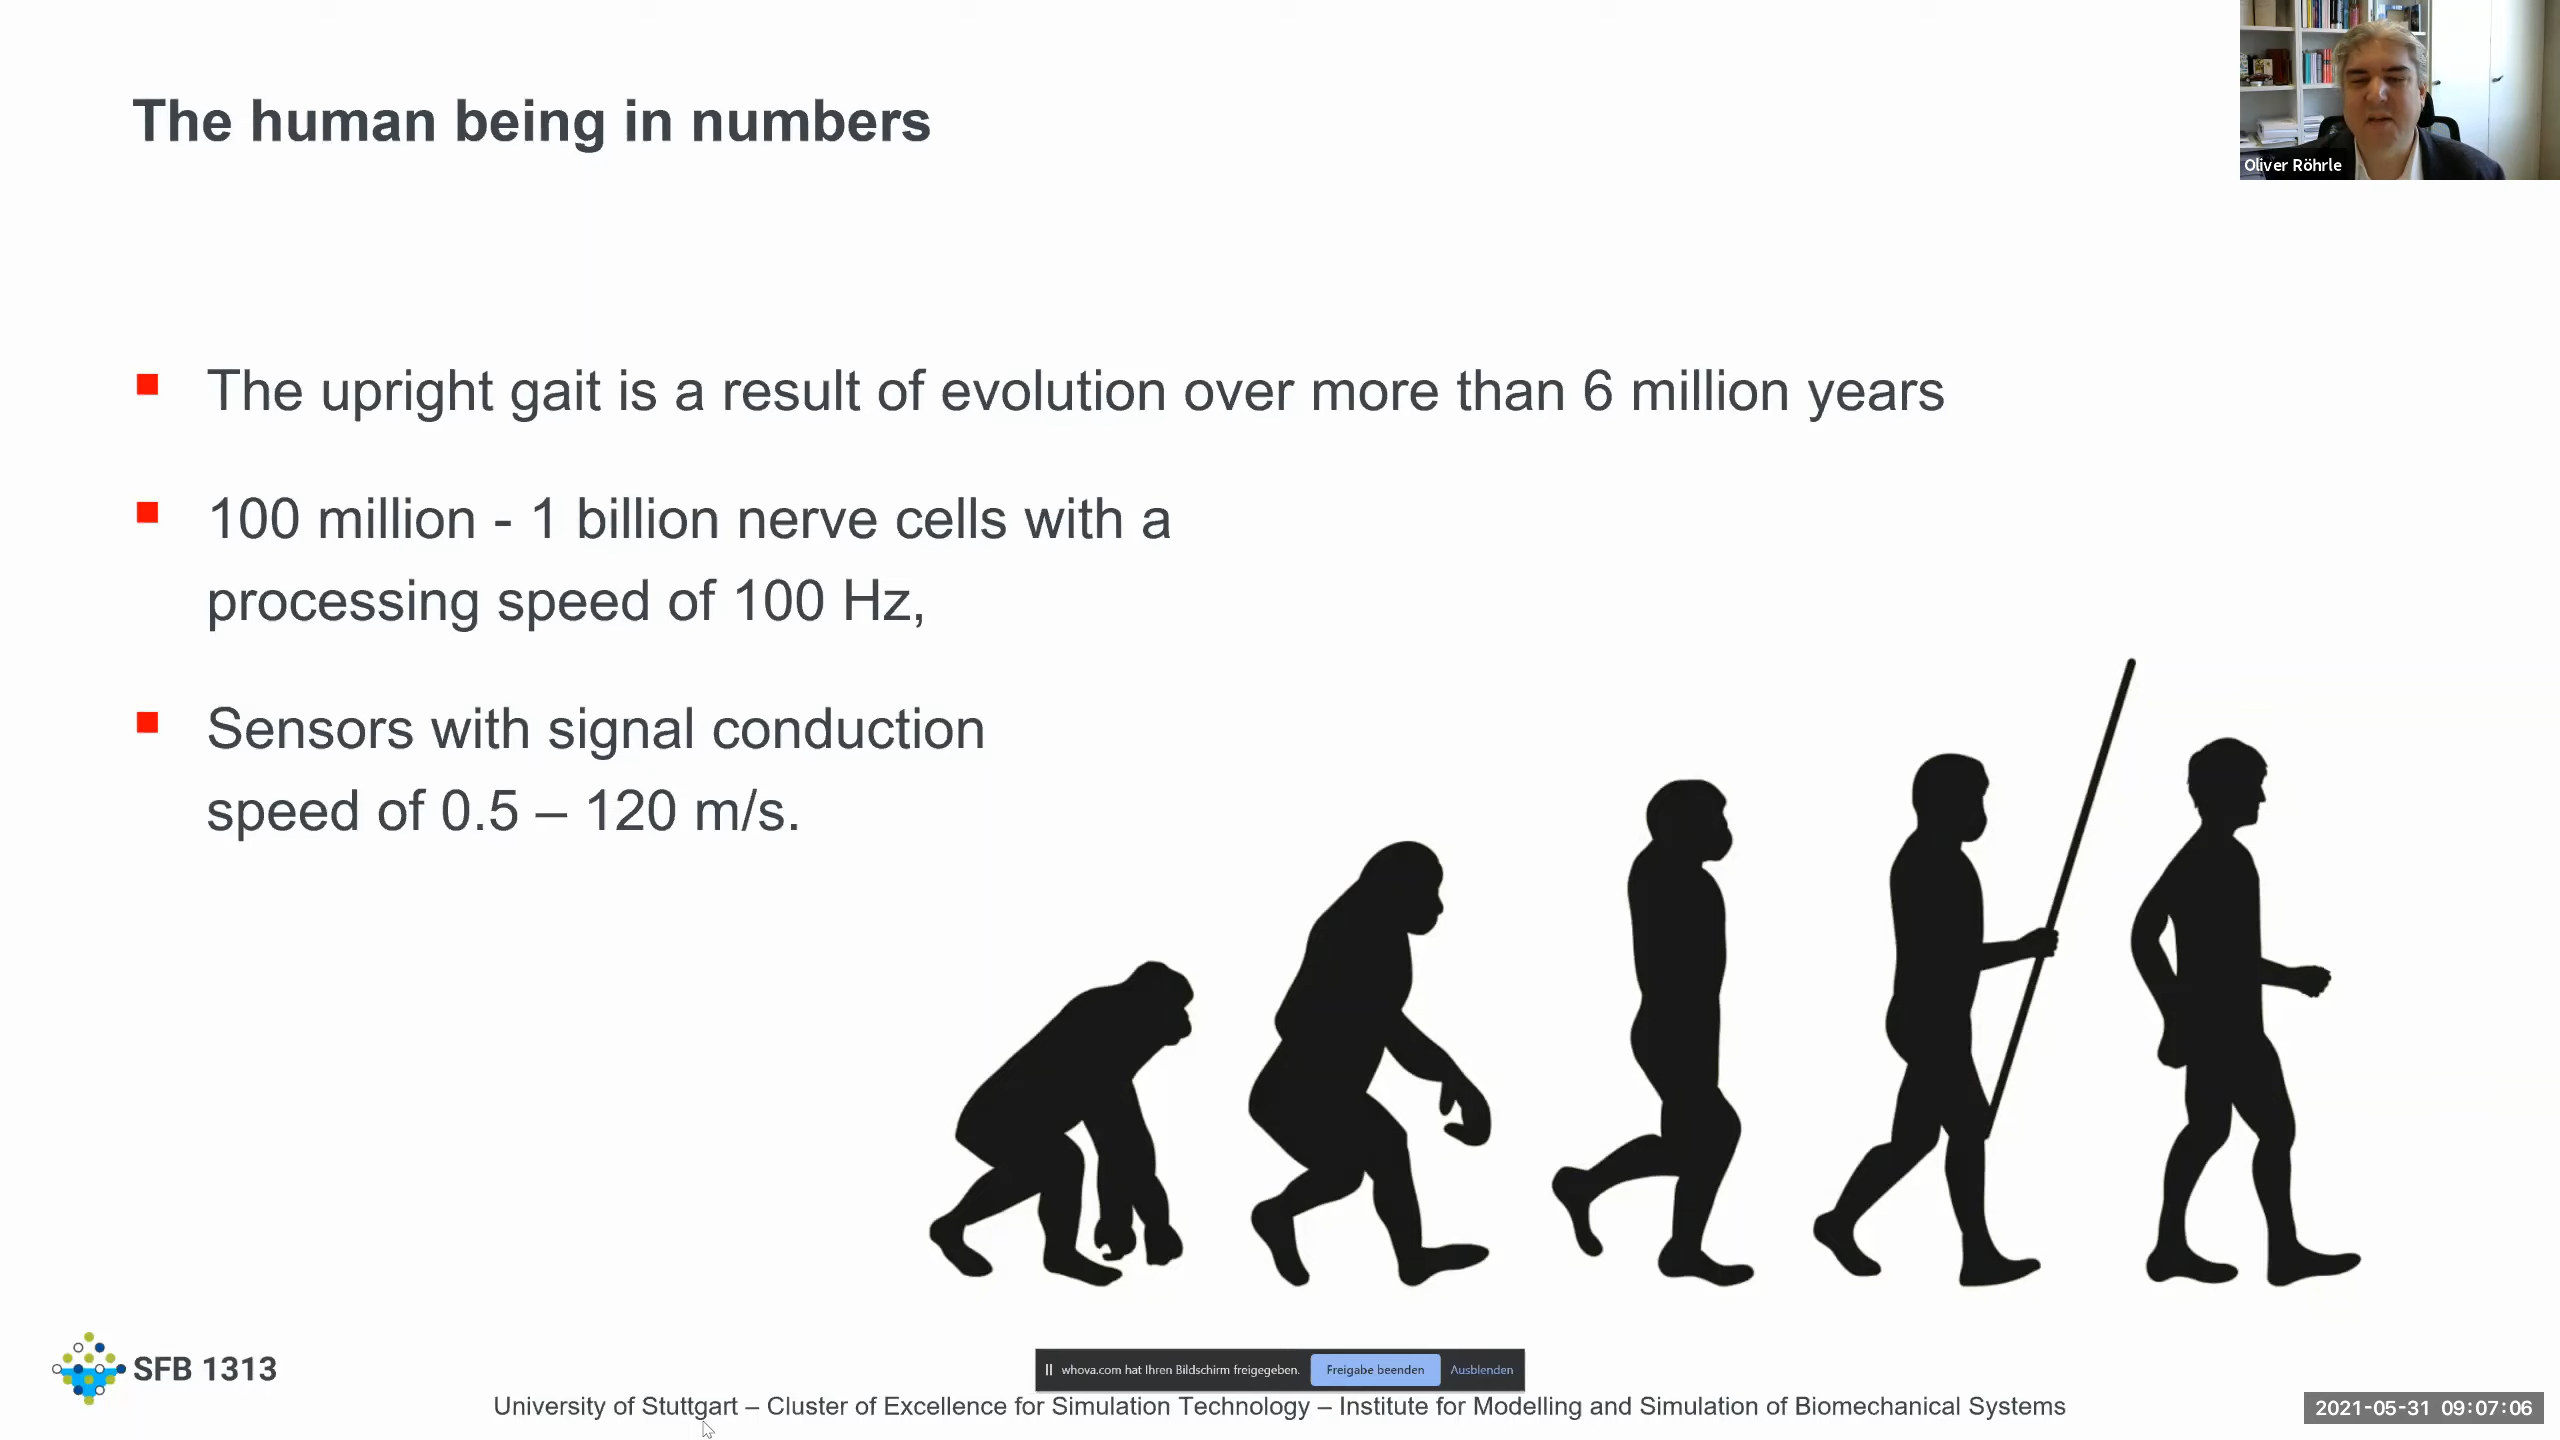 The human being in numbers
Oliver Röhrle
The upright gait is a result of evolution over more than 6 million years
100 million - 1 billion nerve cells with a
processing speed of 100 Hz,
Sensors with signal conduction
speed of 0.5 – 120 m/s.
SFB 1313
whova.com hat Ihren Bildschirm freigegeben. Freigabe beenden Ausblenden
University of Stuttgart – Cluster of Excellence for Simulation Technology – Institute for Modelling and Simulation of Biomechanical Systems
2021-05-31 09:07:06